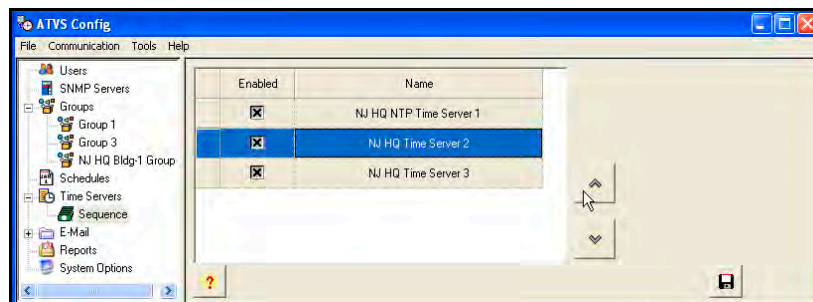 ATVS Config
File Communication Tools Help
Users
SNMP Servers
Groups
Group 1
Group 3
NJ HQ Bldg-1 Group
Schedules
Time Servers
Sequence
E-Mail
Reports
System Options
Enabled Name
NJ HQ NTP Time Server 1
NJ HQ Time Server 2
NJ HQ Time Server 3
?